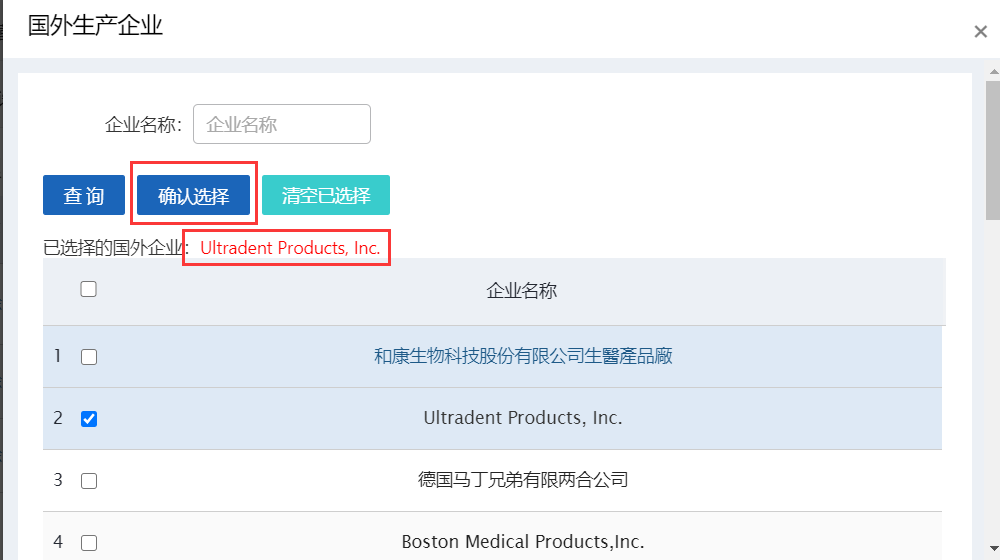 国外生产企业
×
企业名称： 企业名称
查 询 确认选择 清空已选择
已选择的国外企业： Ultradent Products, Inc.
企业名称
1 和康生物科技股份有限公司生醫產品廠
2 Ultradent Products, Inc.
3 德国马丁兄弟有限两合公司
4 Boston Medical Products,Inc.